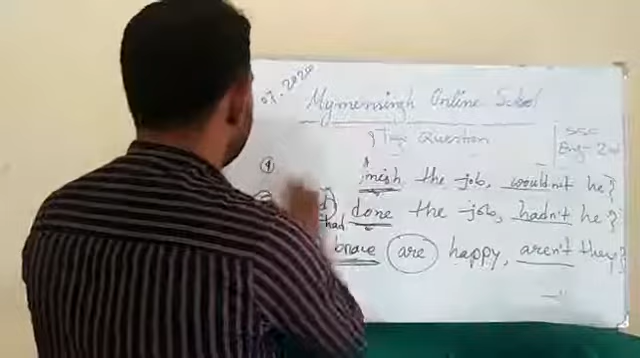 07.2020
Mymensingh Online School
Tag Question
SSC
Eng- 2nd
finish the job, wouldn't he?
had done the job, hadn't he?
brave are happy, aren't they?